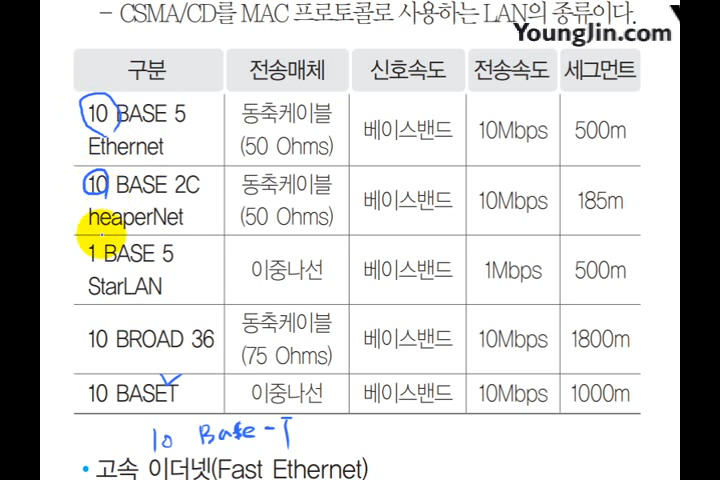 - CSMA/CD를 MAC 프로토콜로 사용하는 LAN의 종류이다.
YoungJin.com
구분 전송매체 신호속도 전송속도 세그먼트
10 BASE 5 Ethernet 동축케이블 (50 Ohms) 베이스밴드 10Mbps 500m
10 BASE 2C heaperNet 동축케이블 (50 Ohms) 베이스밴드 10Mbps 185m
1 BASE 5 StarLAN 이중나선 베이스밴드 1Mbps 500m
10 BROAD 36 동축케이블 (75 Ohms) 베이스밴드 10Mbps 1800m
10 BASET 이중나선 베이스밴드 10Mbps 1000m
10 Base-T
• 고속 이더넷(Fast Ethernet)